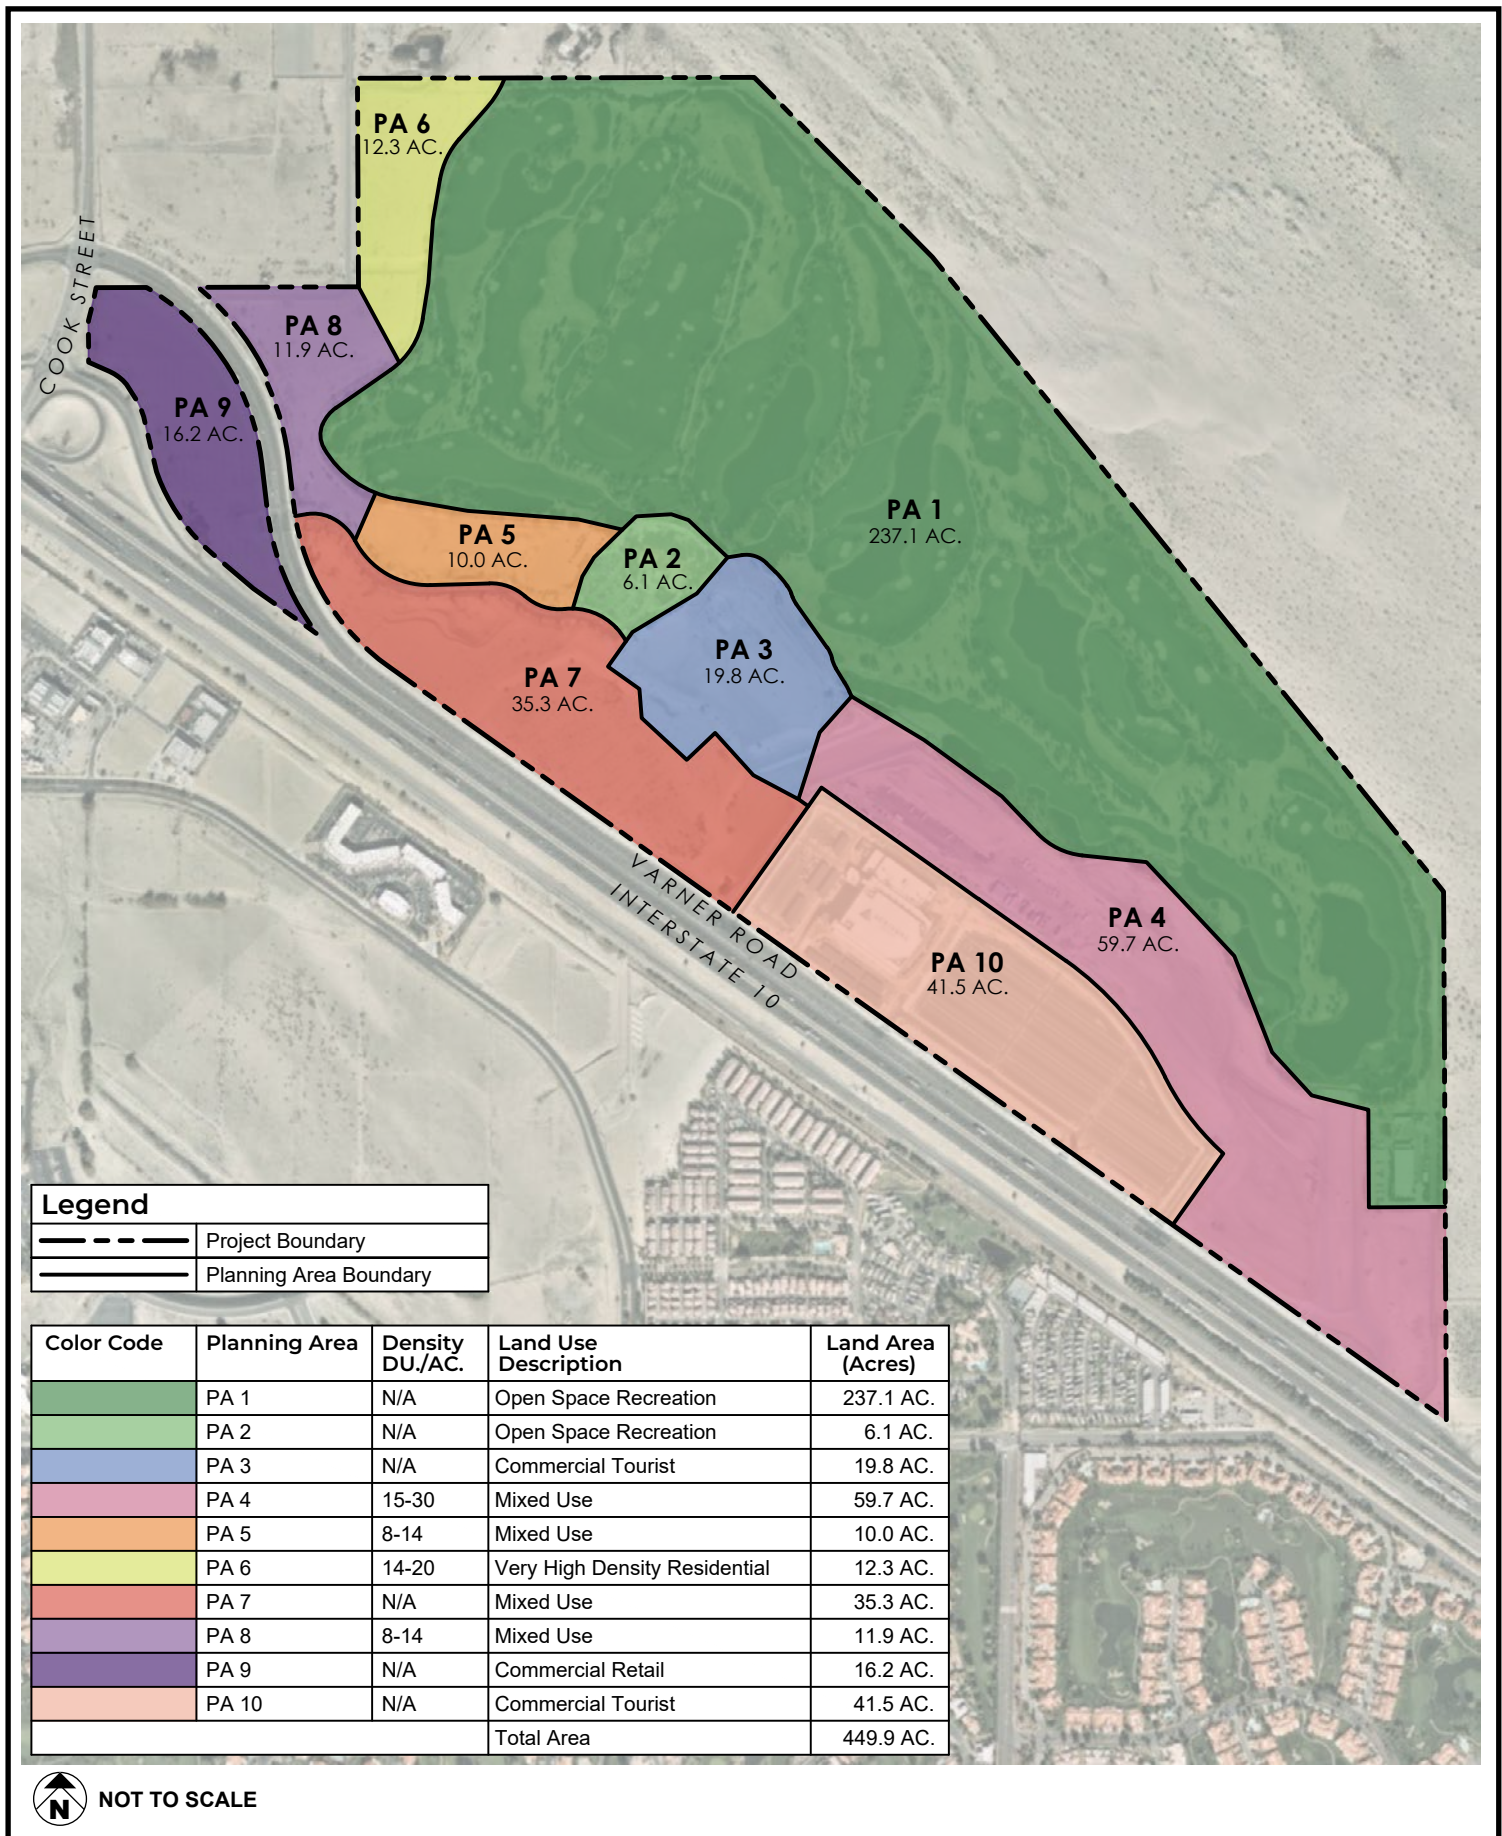 PA 6
12.3 AC.
COOK STREET
PA 8
11.9 AC.
PA 9
16.2 AC.
PA 1
237.1 AC.
PA 5
10.0 AC.
PA 2
6.1 AC.
PA 3
19.8 AC.
PA 7
35.3 AC.
VARNER ROAD
INTERSTATE 10
PA 4
59.7 AC.
PA 10
41.5 AC.
Legend
Project Boundary
Planning Area Boundary
Color Code Planning Area Density DU./AC. Land Use Description Land Area (Acres)
PA 1 N/A Open Space Recreation 237.1 AC.
PA 2 N/A Open Space Recreation 6.1 AC.
PA 3 N/A Commercial Tourist 19.8 AC.
PA 4 15-30 Mixed Use 59.7 AC.
PA 5 8-14 Mixed Use 10.0 AC.
PA 6 14-20 Very High Density Residential 12.3 AC.
PA 7 N/A Mixed Use 35.3 AC.
PA 8 8-14 Mixed Use 11.9 AC.
PA 9 N/A Commercial Retail 16.2 AC.
PA 10 N/A Commercial Tourist 41.5 AC.
Total Area 449.9 AC.
N NOT TO SCALE